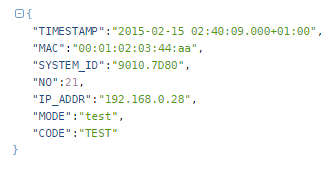 {
"TIMESTAMP":"2015-02-15 02:40:09.000+01:00",
"MAC":"00:01:02:03:44:aa",
"SYSTEM_ID":"9010.7D80",
"NO":21,
"IP_ADDR":"192.168.0.28",
"MODE":"test",
"CODE":"TEST"
}